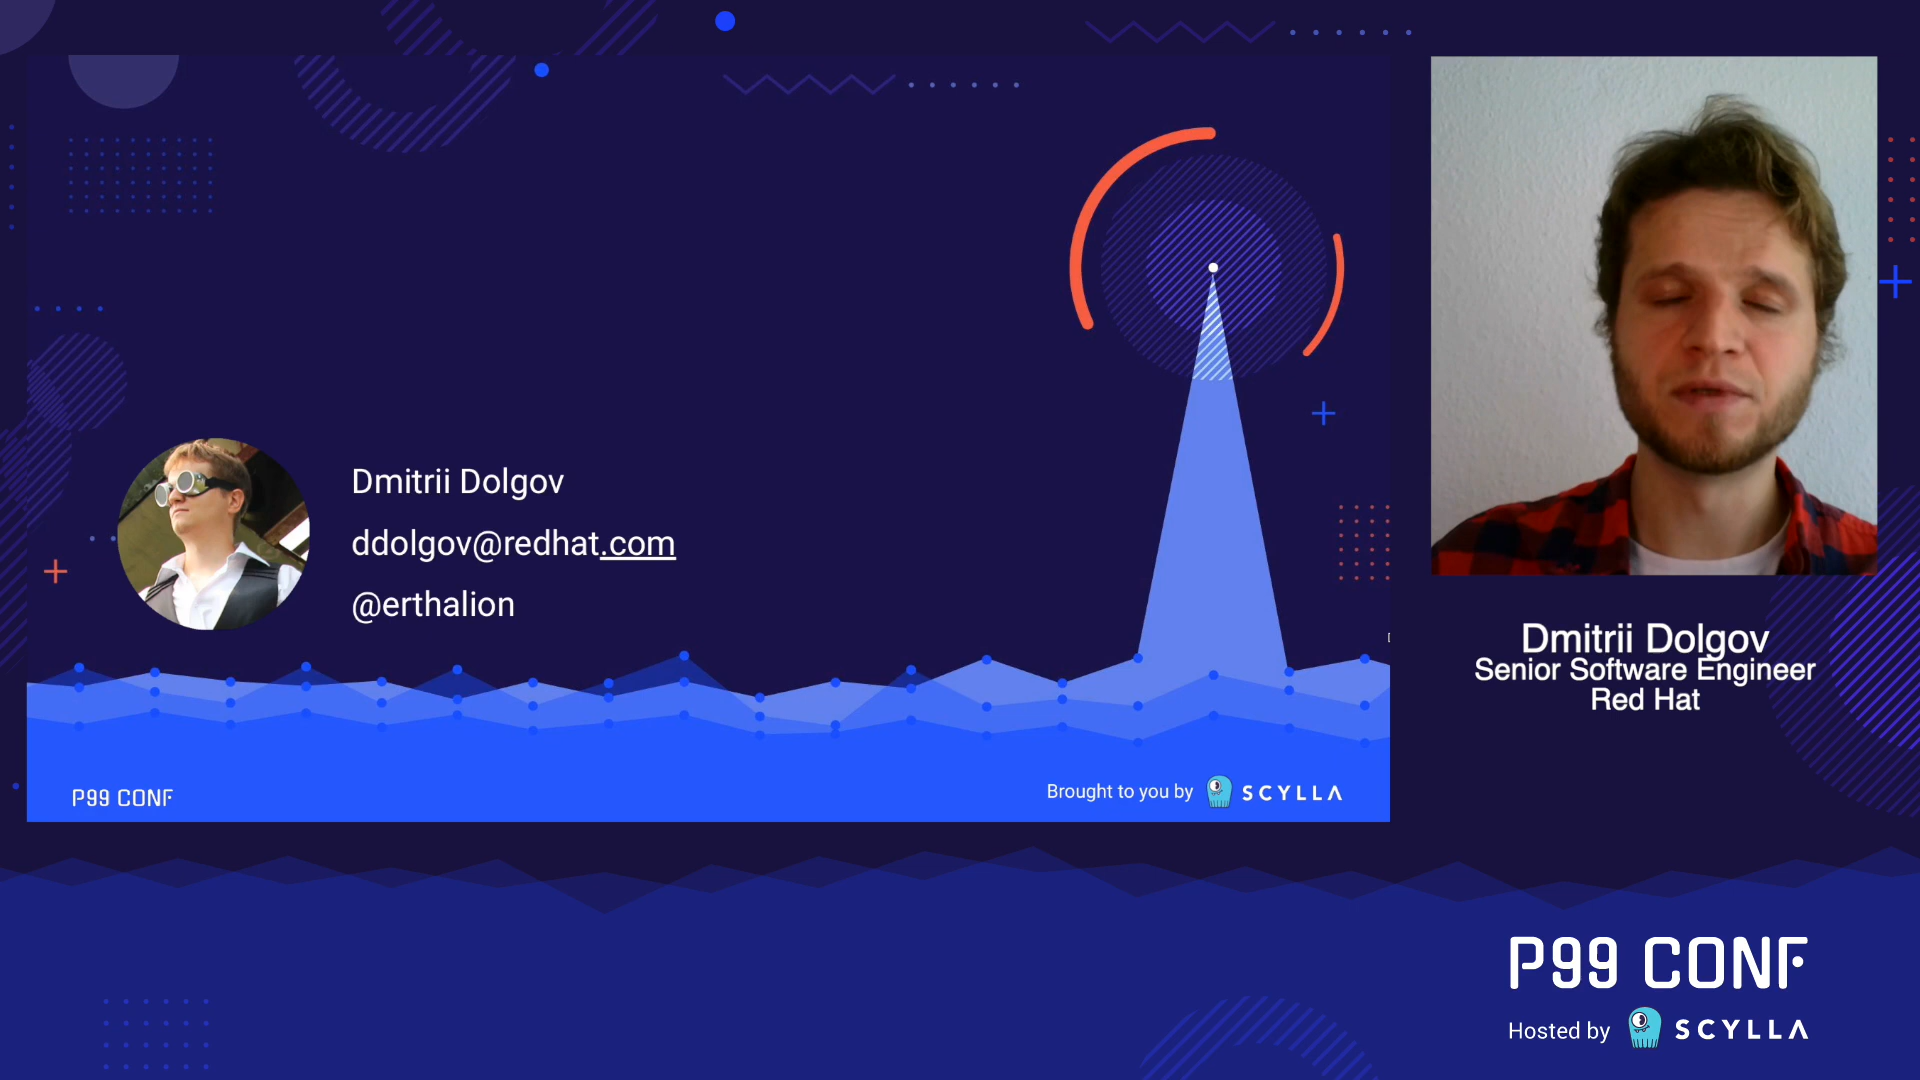 Dmitrii Dolgov
ddolgov@redhat.com
@erthalion
P99 CONF
Brought to you by SCYLLA
Dmitrii Dolgov
Senior Software Engineer
Red Hat
P99 CONF
Hosted by SCYLLA